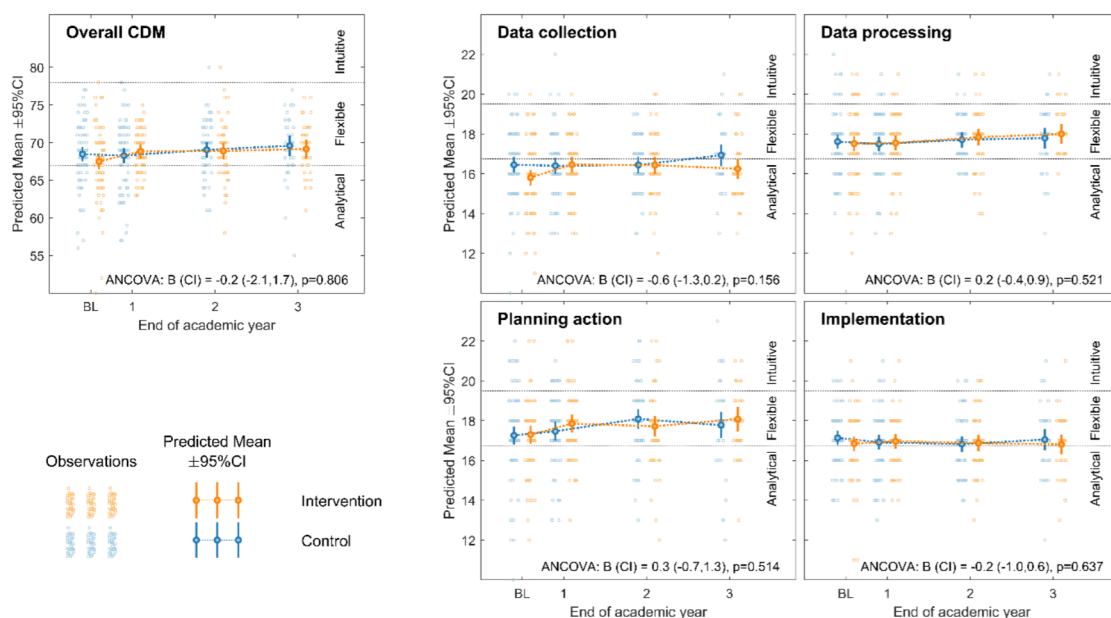 Overall CDM
Predicted Mean ±95%CI
80
75
70
65
60
55
Intuitive
Flexible
Analytical
ANCOVA: B (CI) = -0.2 (-2.1,1.7), p=0.806
BL 1 2 3
End of academic year
Data collection
Predicted Mean ±95%CI
22
20
18
16
14
12
Intuitive
Flexible
Analytical
ANCOVA: B (CI) = -0.6 (-1.3,0.2), p=0.156
Data processing
Intuitive
Flexible
Analytical
ANCOVA: B (CI) = 0.2 (-0.4,0.9), p=0.521
Planning action
Predicted Mean ±95%CI
22
20
18
16
14
12
Intuitive
Flexible
Analytical
ANCOVA: B (CI) = 0.3 (-0.7,1.3), p=0.514
BL 1 2 3
End of academic year
Implementation
Intuitive
Flexible
Analytical
ANCOVA: B (CI) = -0.2 (-1.0,0.6), p=0.637
BL 1 2 3
End of academic year
Observations
Predicted Mean
±95%CI
Intervention
Control